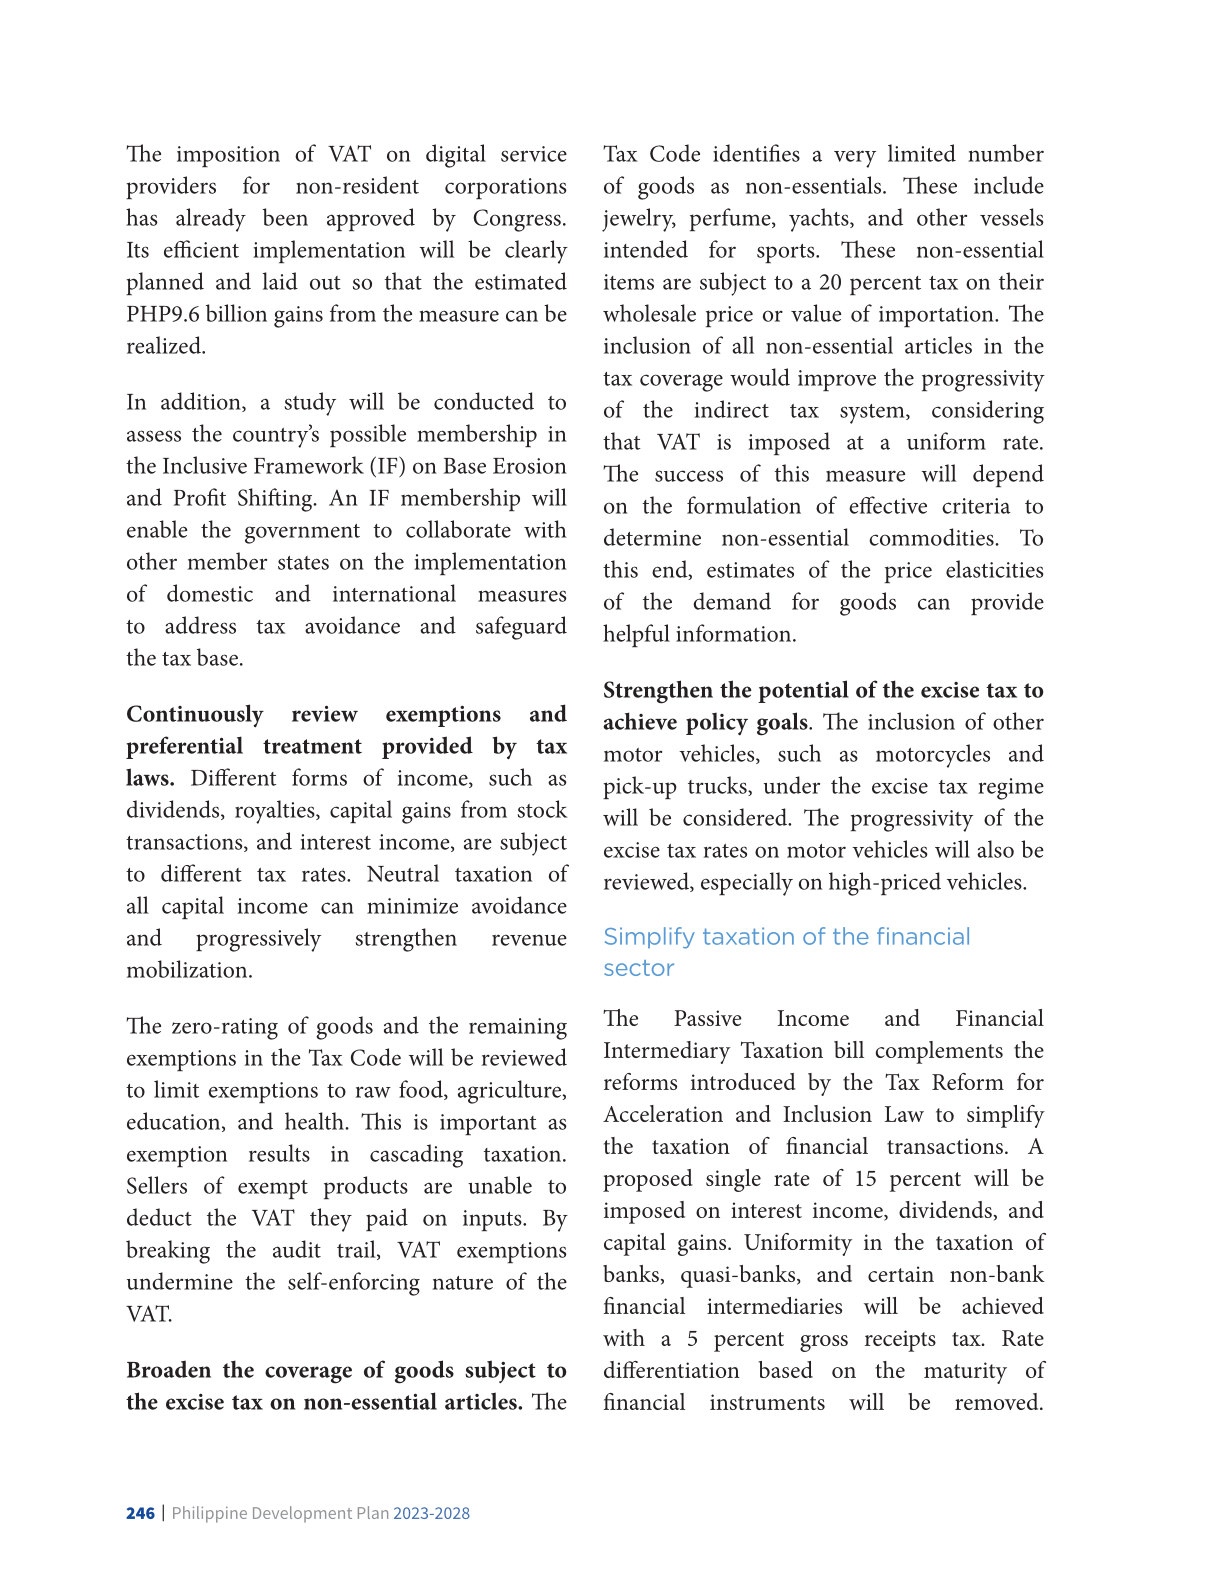 The imposition of VAT on digital service
providers for non-resident corporations
has already been approved by Congress.
Its efficient implementation will be clearly
planned and laid out so that the estimated
PHP9.6 billion gains from the measure can be
realized.
In addition, a study will be conducted to
assess the country’s possible membership in
the Inclusive Framework (IF) on Base Erosion
and Profit Shifting. An IF membership will
enable the government to collaborate with
other member states on the implementation
of domestic and international measures
to address tax avoidance and safeguard
the tax base.
Continuously review exemptions and
preferential treatment provided by tax
laws. Different forms of income, such as
dividends, royalties, capital gains from stock
transactions, and interest income, are subject
to different tax rates. Neutral taxation of
all capital income can minimize avoidance
and progressively strengthen revenue
mobilization.
The zero-rating of goods and the remaining
exemptions in the Tax Code will be reviewed
to limit exemptions to raw food, agriculture,
education, and health. This is important as
exemption results in cascading taxation.
Sellers of exempt products are unable to
deduct the VAT they paid on inputs. By
breaking the audit trail, VAT exemptions
undermine the self-enforcing nature of the
VAT.
Broaden the coverage of goods subject to
the excise tax on non-essential articles. The
Tax Code identifies a very limited number
of goods as non-essentials. These include
jewelry, perfume, yachts, and other vessels
intended for sports. These non-essential
items are subject to a 20 percent tax on their
wholesale price or value of importation. The
inclusion of all non-essential articles in the
tax coverage would improve the progressivity
of the indirect tax system, considering
that VAT is imposed at a uniform rate.
The success of this measure will depend
on the formulation of effective criteria to
determine non-essential commodities. To
this end, estimates of the price elasticities
of the demand for goods can provide
helpful information.
Strengthen the potential of the excise tax to
achieve policy goals. The inclusion of other
motor vehicles, such as motorcycles and
pick-up trucks, under the excise tax regime
will be considered. The progressivity of the
excise tax rates on motor vehicles will also be
reviewed, especially on high-priced vehicles.
Simplify taxation of the financial
sector
The Passive Income and Financial
Intermediary Taxation bill complements the
reforms introduced by the Tax Reform for
Acceleration and Inclusion Law to simplify
the taxation of financial transactions. A
proposed single rate of 15 percent will be
imposed on interest income, dividends, and
capital gains. Uniformity in the taxation of
banks, quasi-banks, and certain non-bank
financial intermediaries will be achieved
with a 5 percent gross receipts tax. Rate
differentiation based on the maturity of
financial instruments will be removed.
246 | Philippine Development Plan 2023-2028